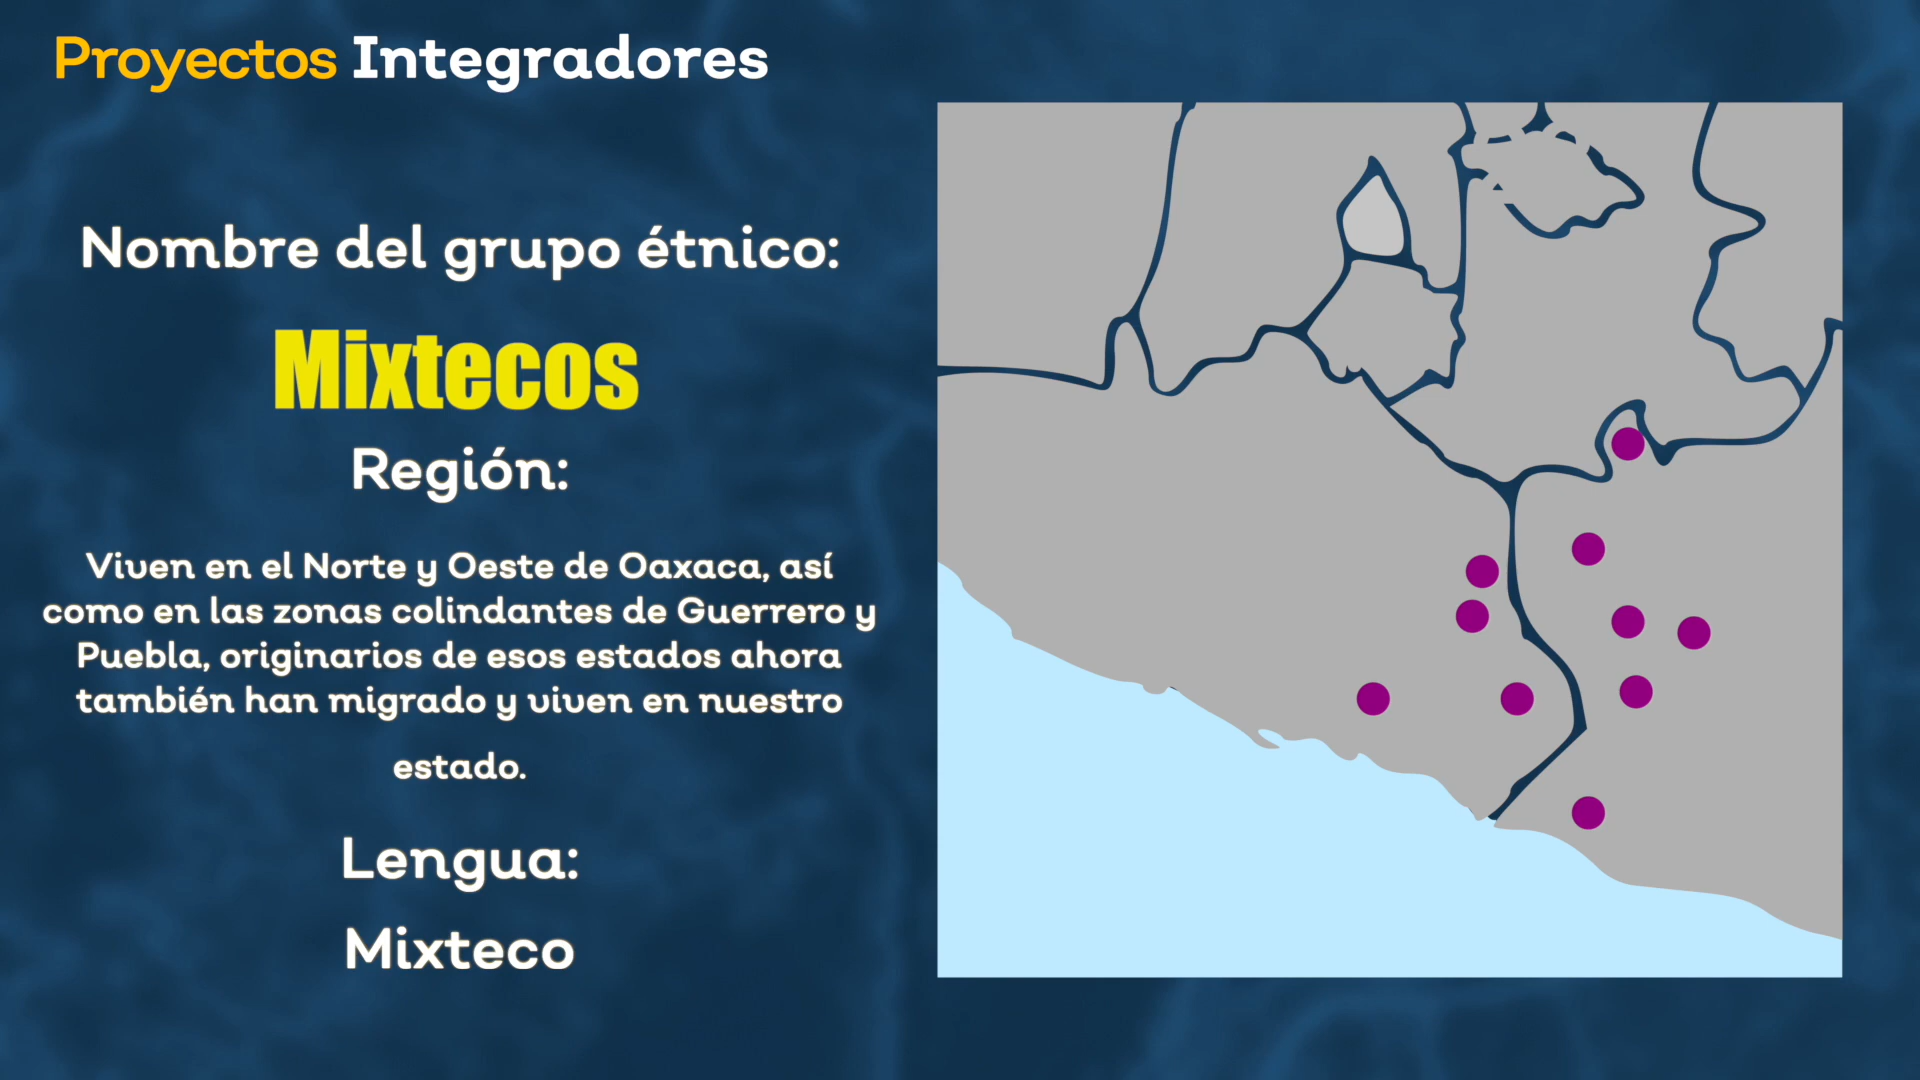 Proyectos Integradores
Nombre del grupo étnico:
Mixtecos
Región:
Viven en el Norte y Oeste de Oaxaca, así
como en las zonas colindantes de Guerrero y
Puebla, originarios de esos estados ahora
también han migrado y viven en nuestro
estado.
Lengua:
Mixteco